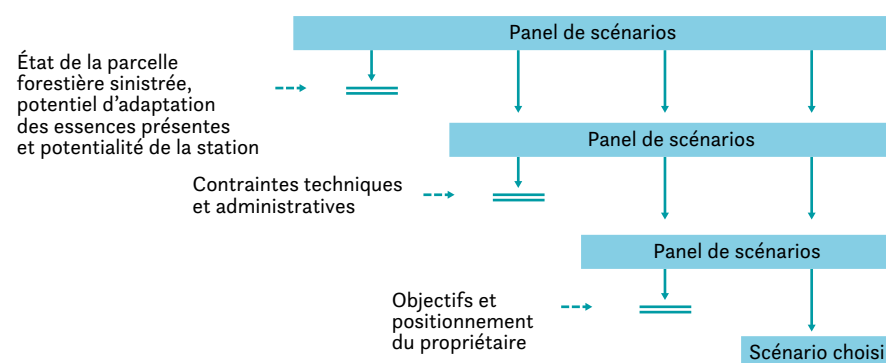 Panel de scénarios
État de la parcelle
forestière sinistrée,
potentiel d’adaptation
des essences présentes
et potentialité de la station
Panel de scénarios
Contraintes techniques
et administratives
Panel de scénarios
Objectifs et
positionnement
du propriétaire
Scénario choisi